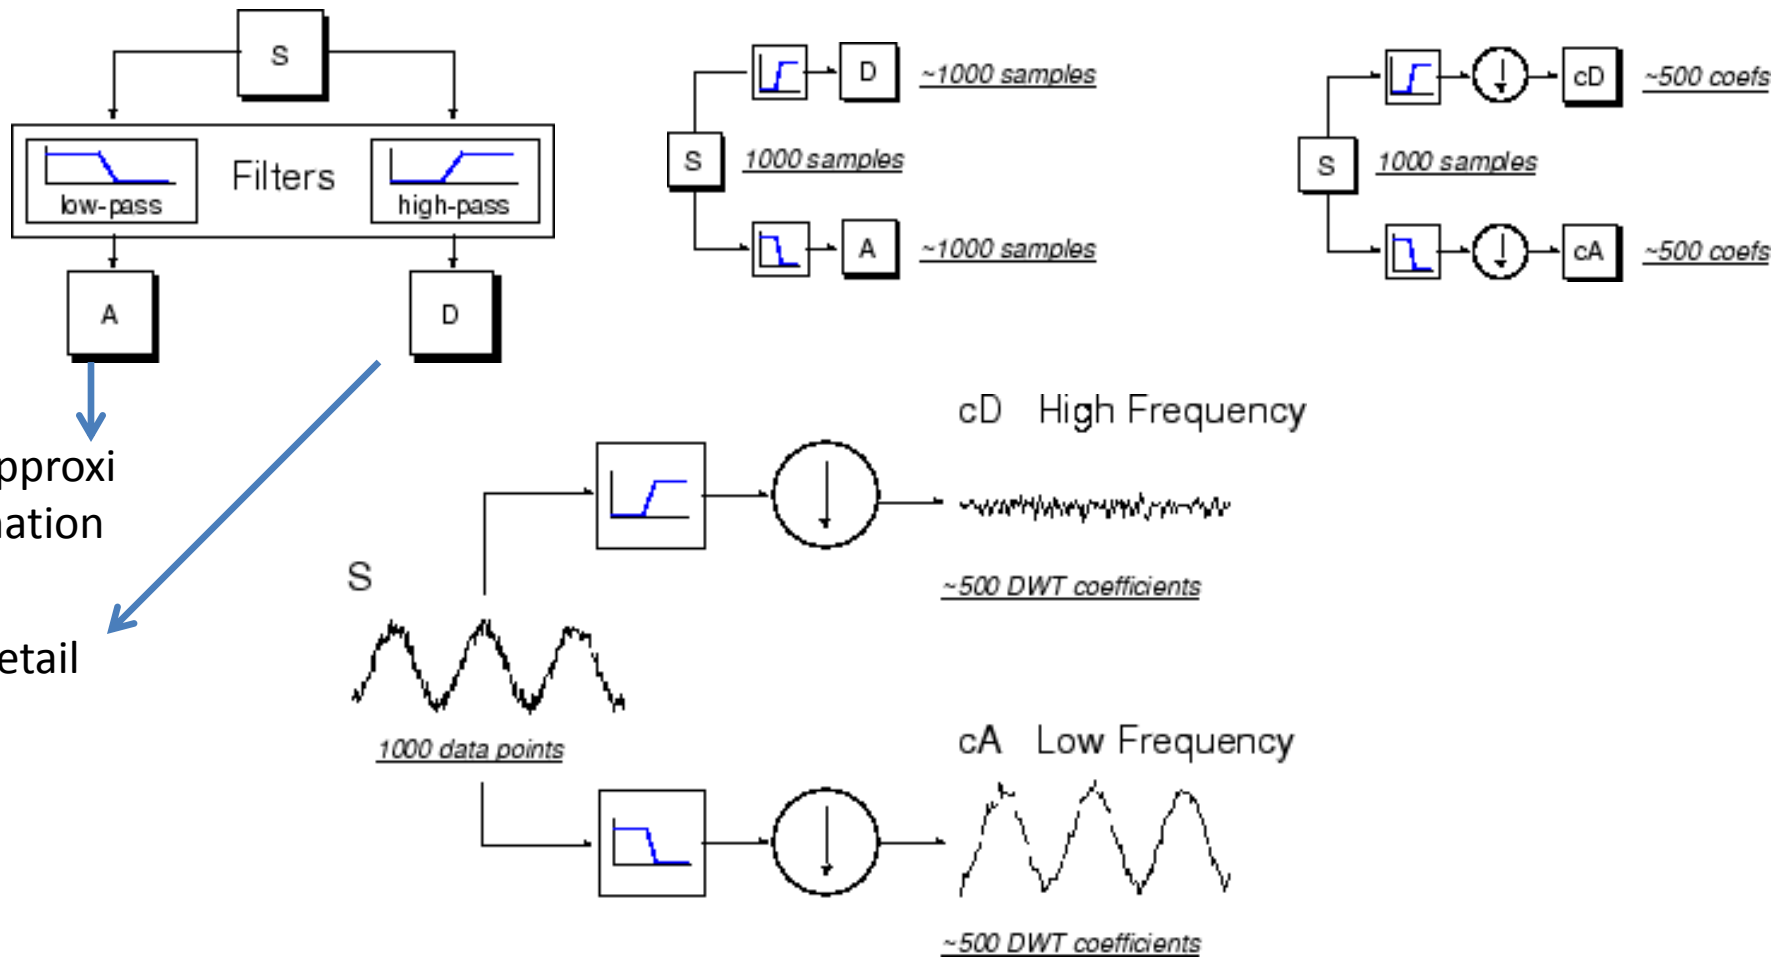 S
Filters
low-pass
high-pass
A
D
pproxi
ation
etail
D
~1000 samples
S
1000 samples
A
~1000 samples
cD
~500 coefs
S
1000 samples
cA
~500 coefs
cD High Frequency
~500 DWT coefficients
S
1000 data points
cA Low Frequency
~500 DWT coefficients